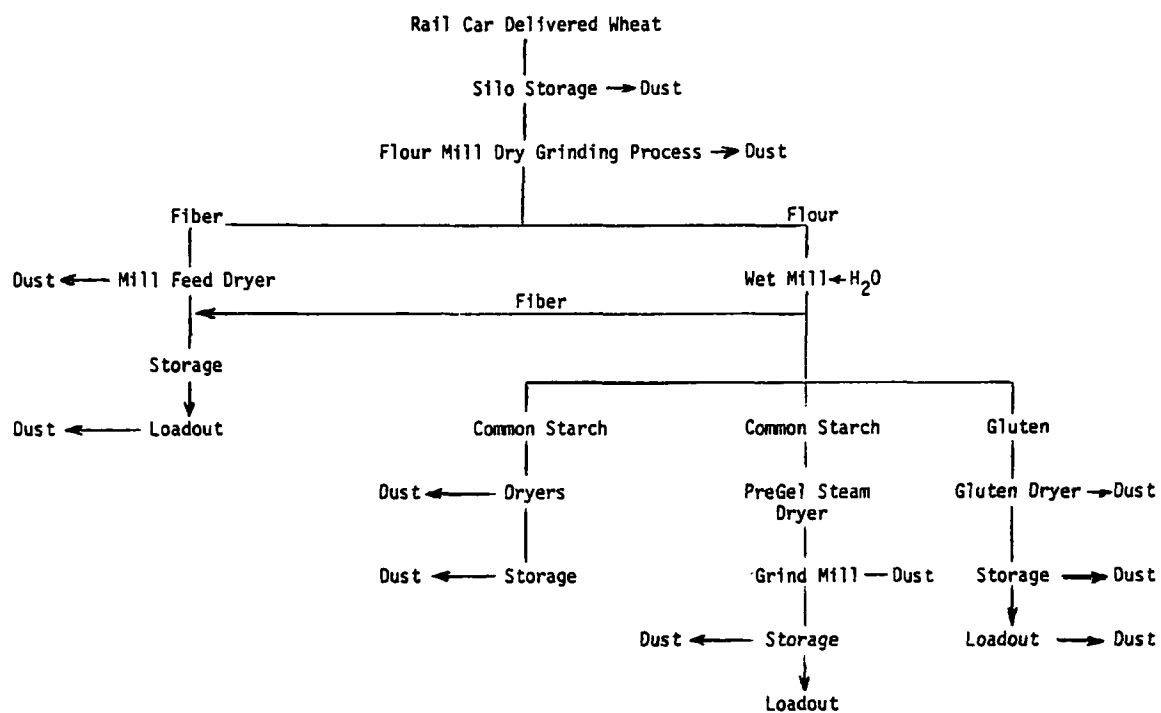 Rail Car Delivered Wheat
Silo Storage → Dust
Flour Mill Dry Grinding Process → Dust
Fiber Flour
Dust ← Mill Feed Dryer Wet Mill ← H2O
Fiber
Storage
Dust ← Loadout Common Starch Common Starch Gluten
Dust ← Dryers PreGel Steam Gluten Dryer → Dust
Dryer
Dust ← Storage Grind Mill — Dust Storage → Dust
Dust ← Storage Loadout → Dust
Loadout